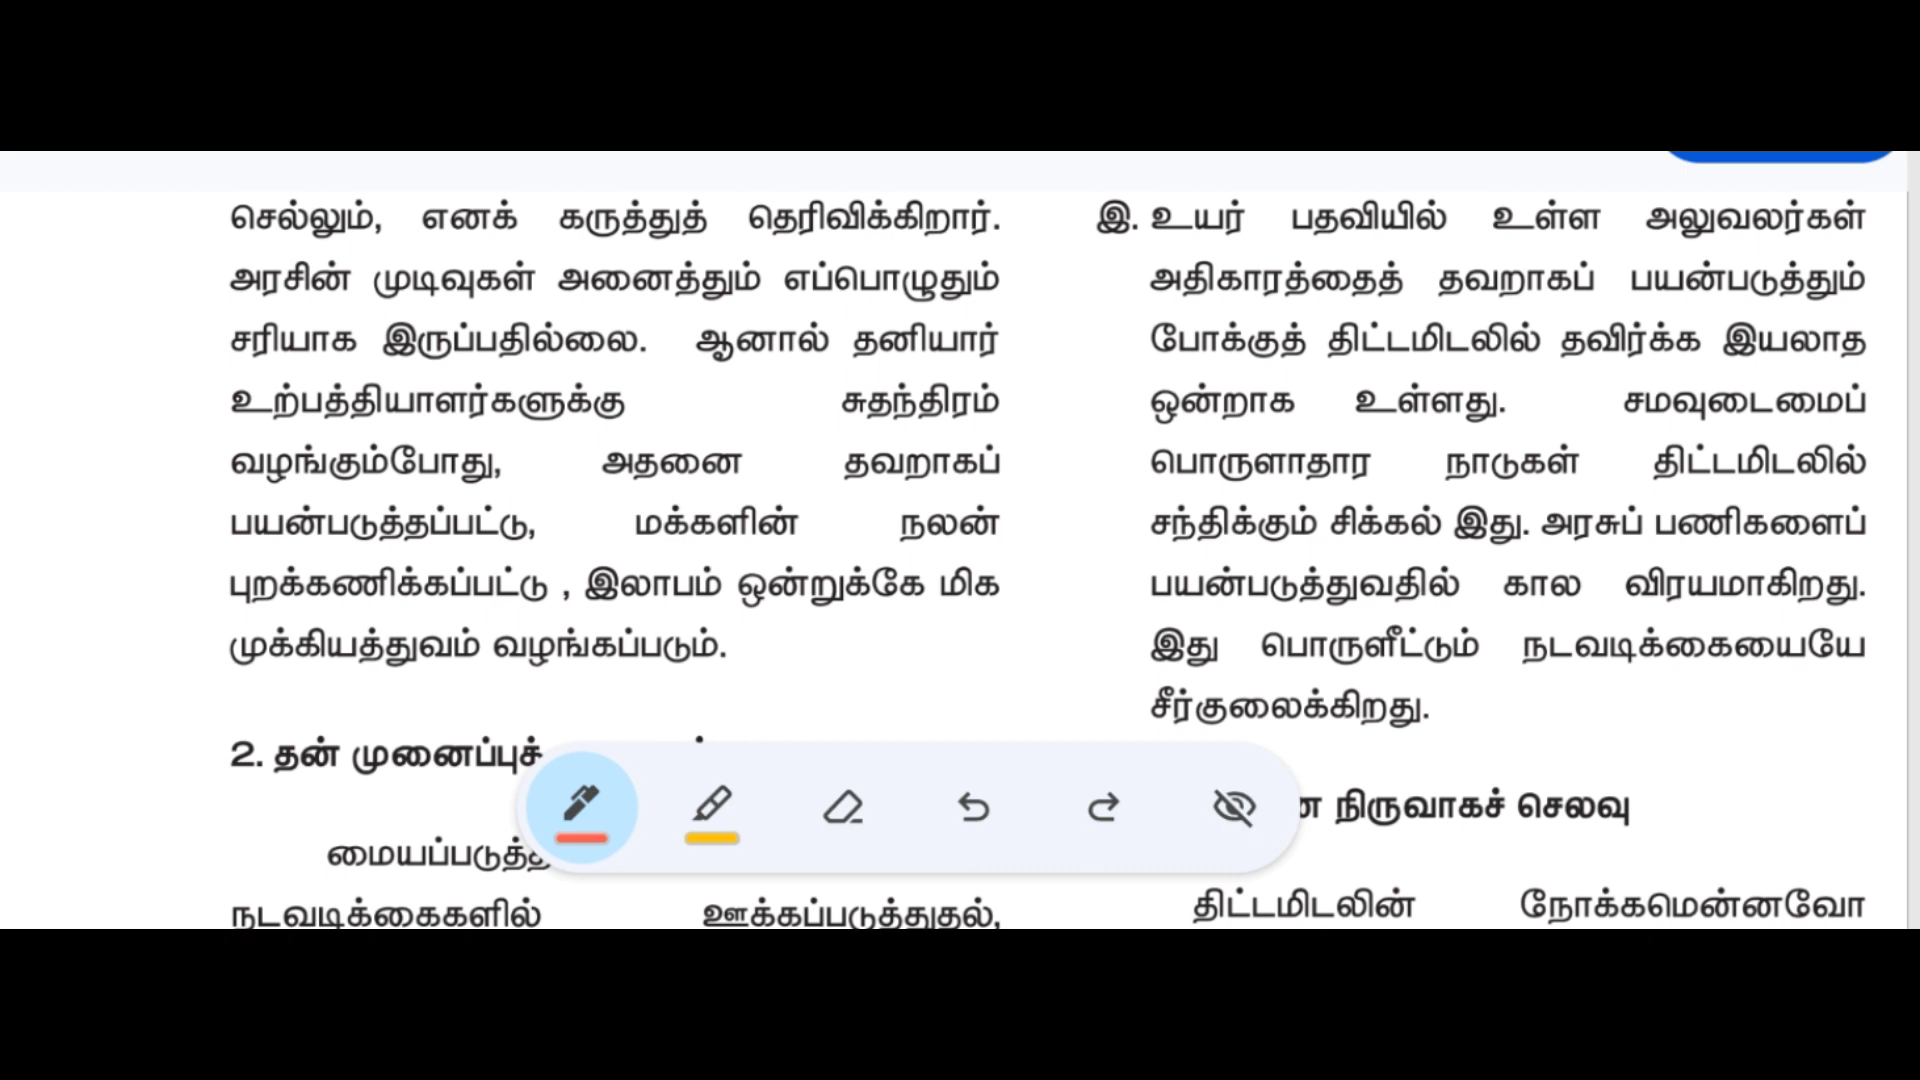 செல்லும், எனக் கருத்துத் தெரிவிக்கிறார்.
அரசின் முடிவுகள் அனைத்தும் எப்பொழுதும்
சரியாக இருப்பதில்லை. ஆனால் தனியார்
உற்பத்தியாளர்களுக்கு சுதந்திரம்
வழங்கும்போது, அதனை தவறாகப்
பயன்படுத்தப்பட்டு, மக்களின் நலன்
புறக்கணிக்கப்பட்டு , இலாபம் ஒன்றுக்கே மிக
முக்கியத்துவம் வழங்கப்படும்.
2. தன் முனைப்புச்
நடவடிக்கைகளில் ஊக்கப்படுத்துதல்,
இ. உயர் பதவியில் உள்ள அலுவலர்கள்
அதிகாரத்தைத் தவறாகப் பயன்படுத்தும்
போக்குத் திட்டமிடலில் தவிர்க்க இயலாத
ஒன்றாக உள்ளது. சமவுடைமைப்
பொருளாதார நாடுகள் திட்டமிடலில்
சந்திக்கும் சிக்கல் இது. அரசுப் பணிகளைப்
பயன்படுத்துவதில் கால விரயமாகிறது.
இது பொருளீட்டும் நடவடிக்கையையே
சீர்குலைக்கிறது.
நிருவாகச் செலவு
திட்டமிடலின் நோக்கமென்னவோ